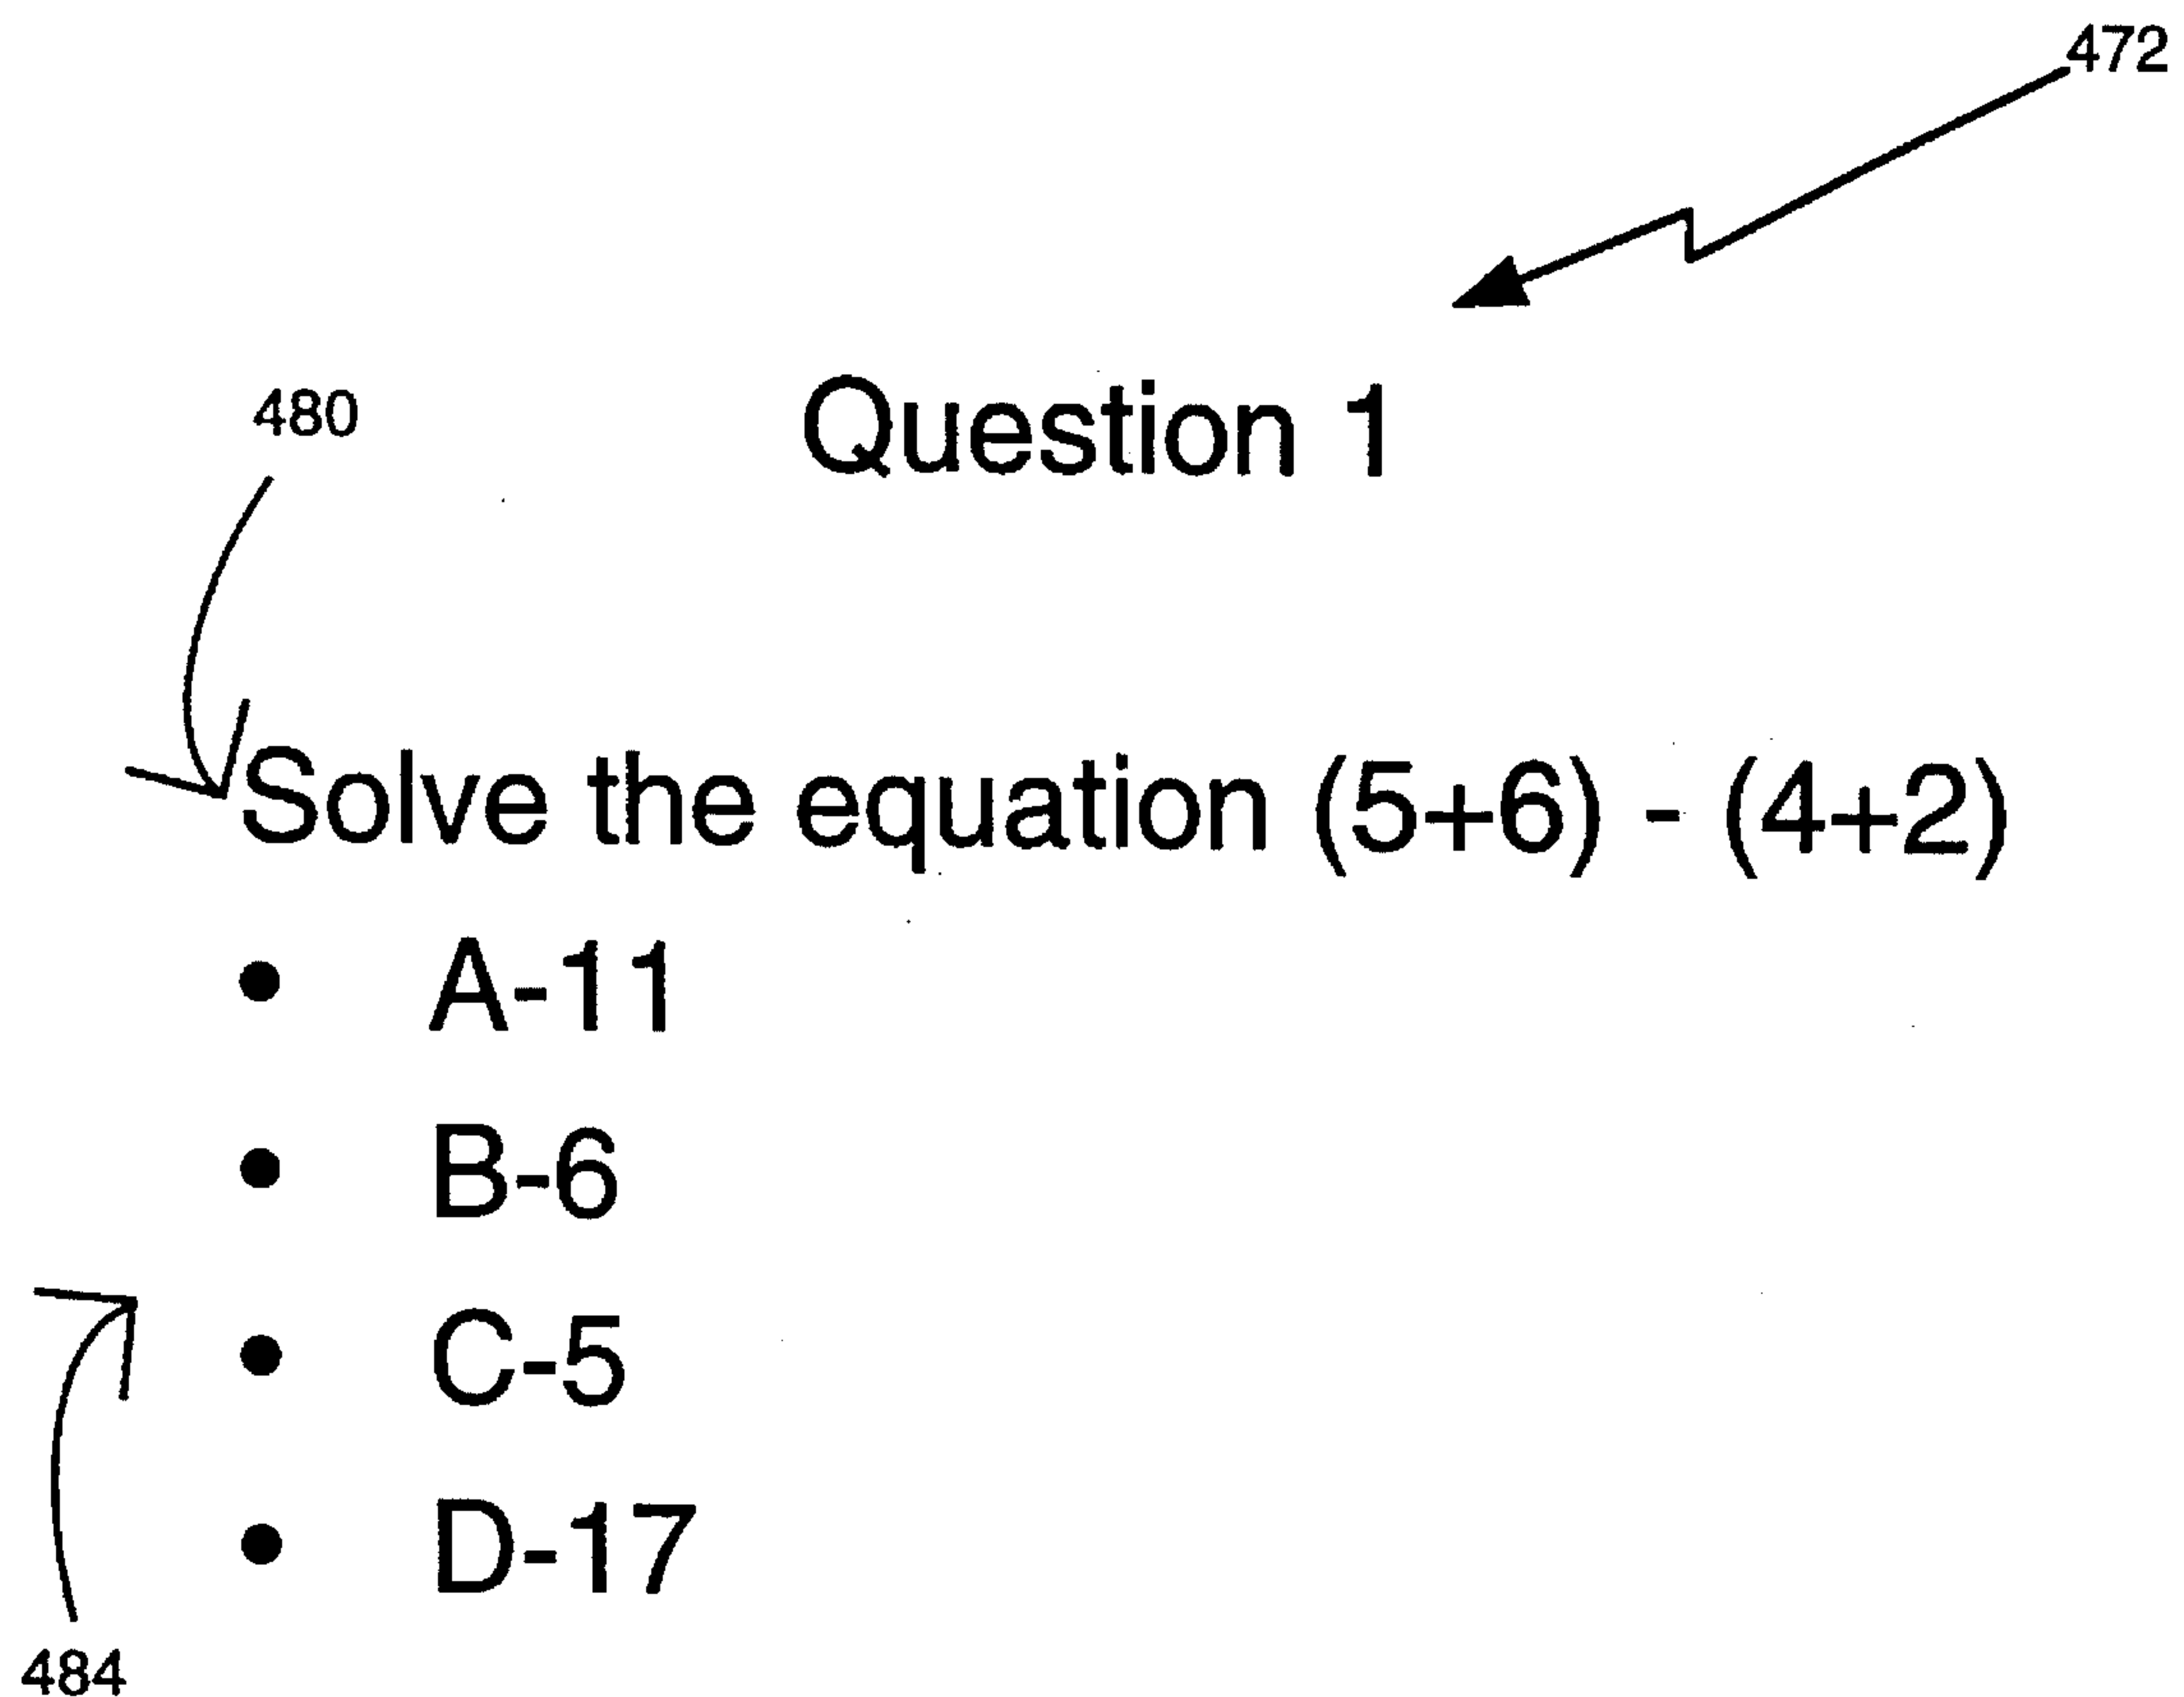 472
480
Question 1
Solve the equation (5+6) - (4+2)
• A-11
• B-6
• C-5
• D-17
484